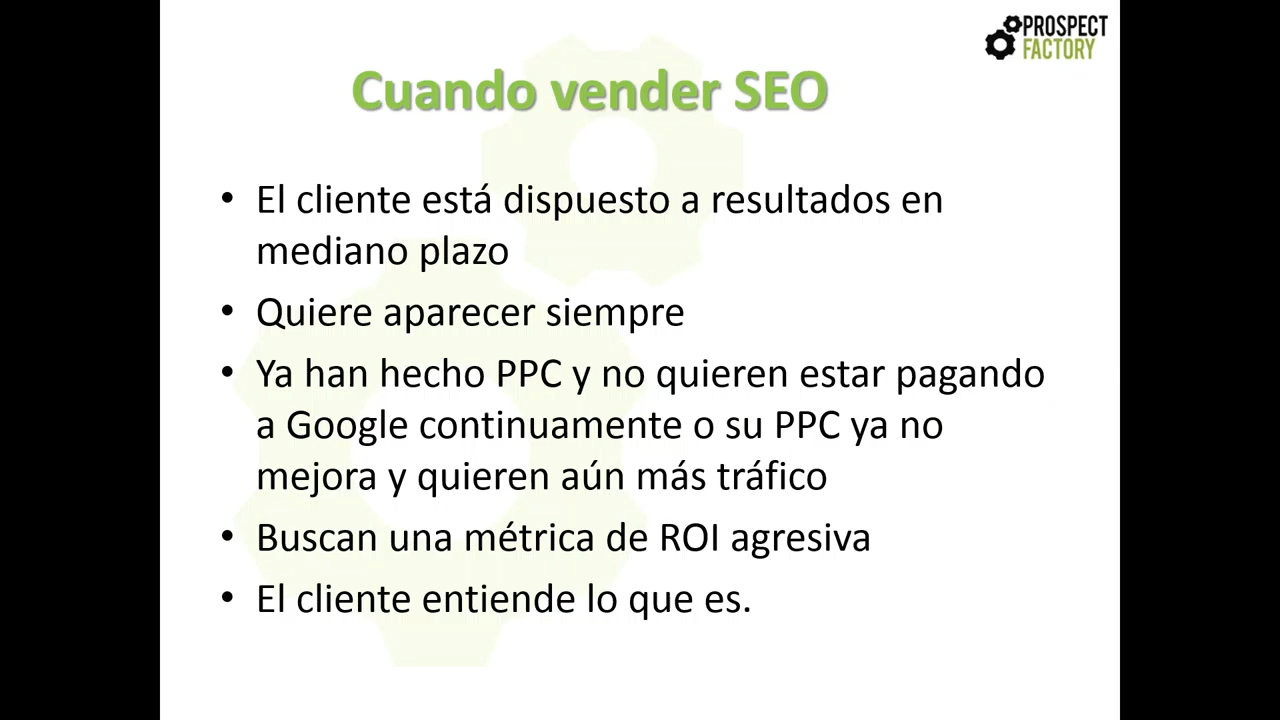 PROSPECT
FACTORY
Cuando vender SEO
• El cliente está dispuesto a resultados en
mediano plazo
• Quiere aparecer siempre
• Ya han hecho PPC y no quieren estar pagando
a Google continuamente o su PPC ya no
mejora y quieren aún más tráfico
• Buscan una métrica de ROI agresiva
• El cliente entiende lo que es.